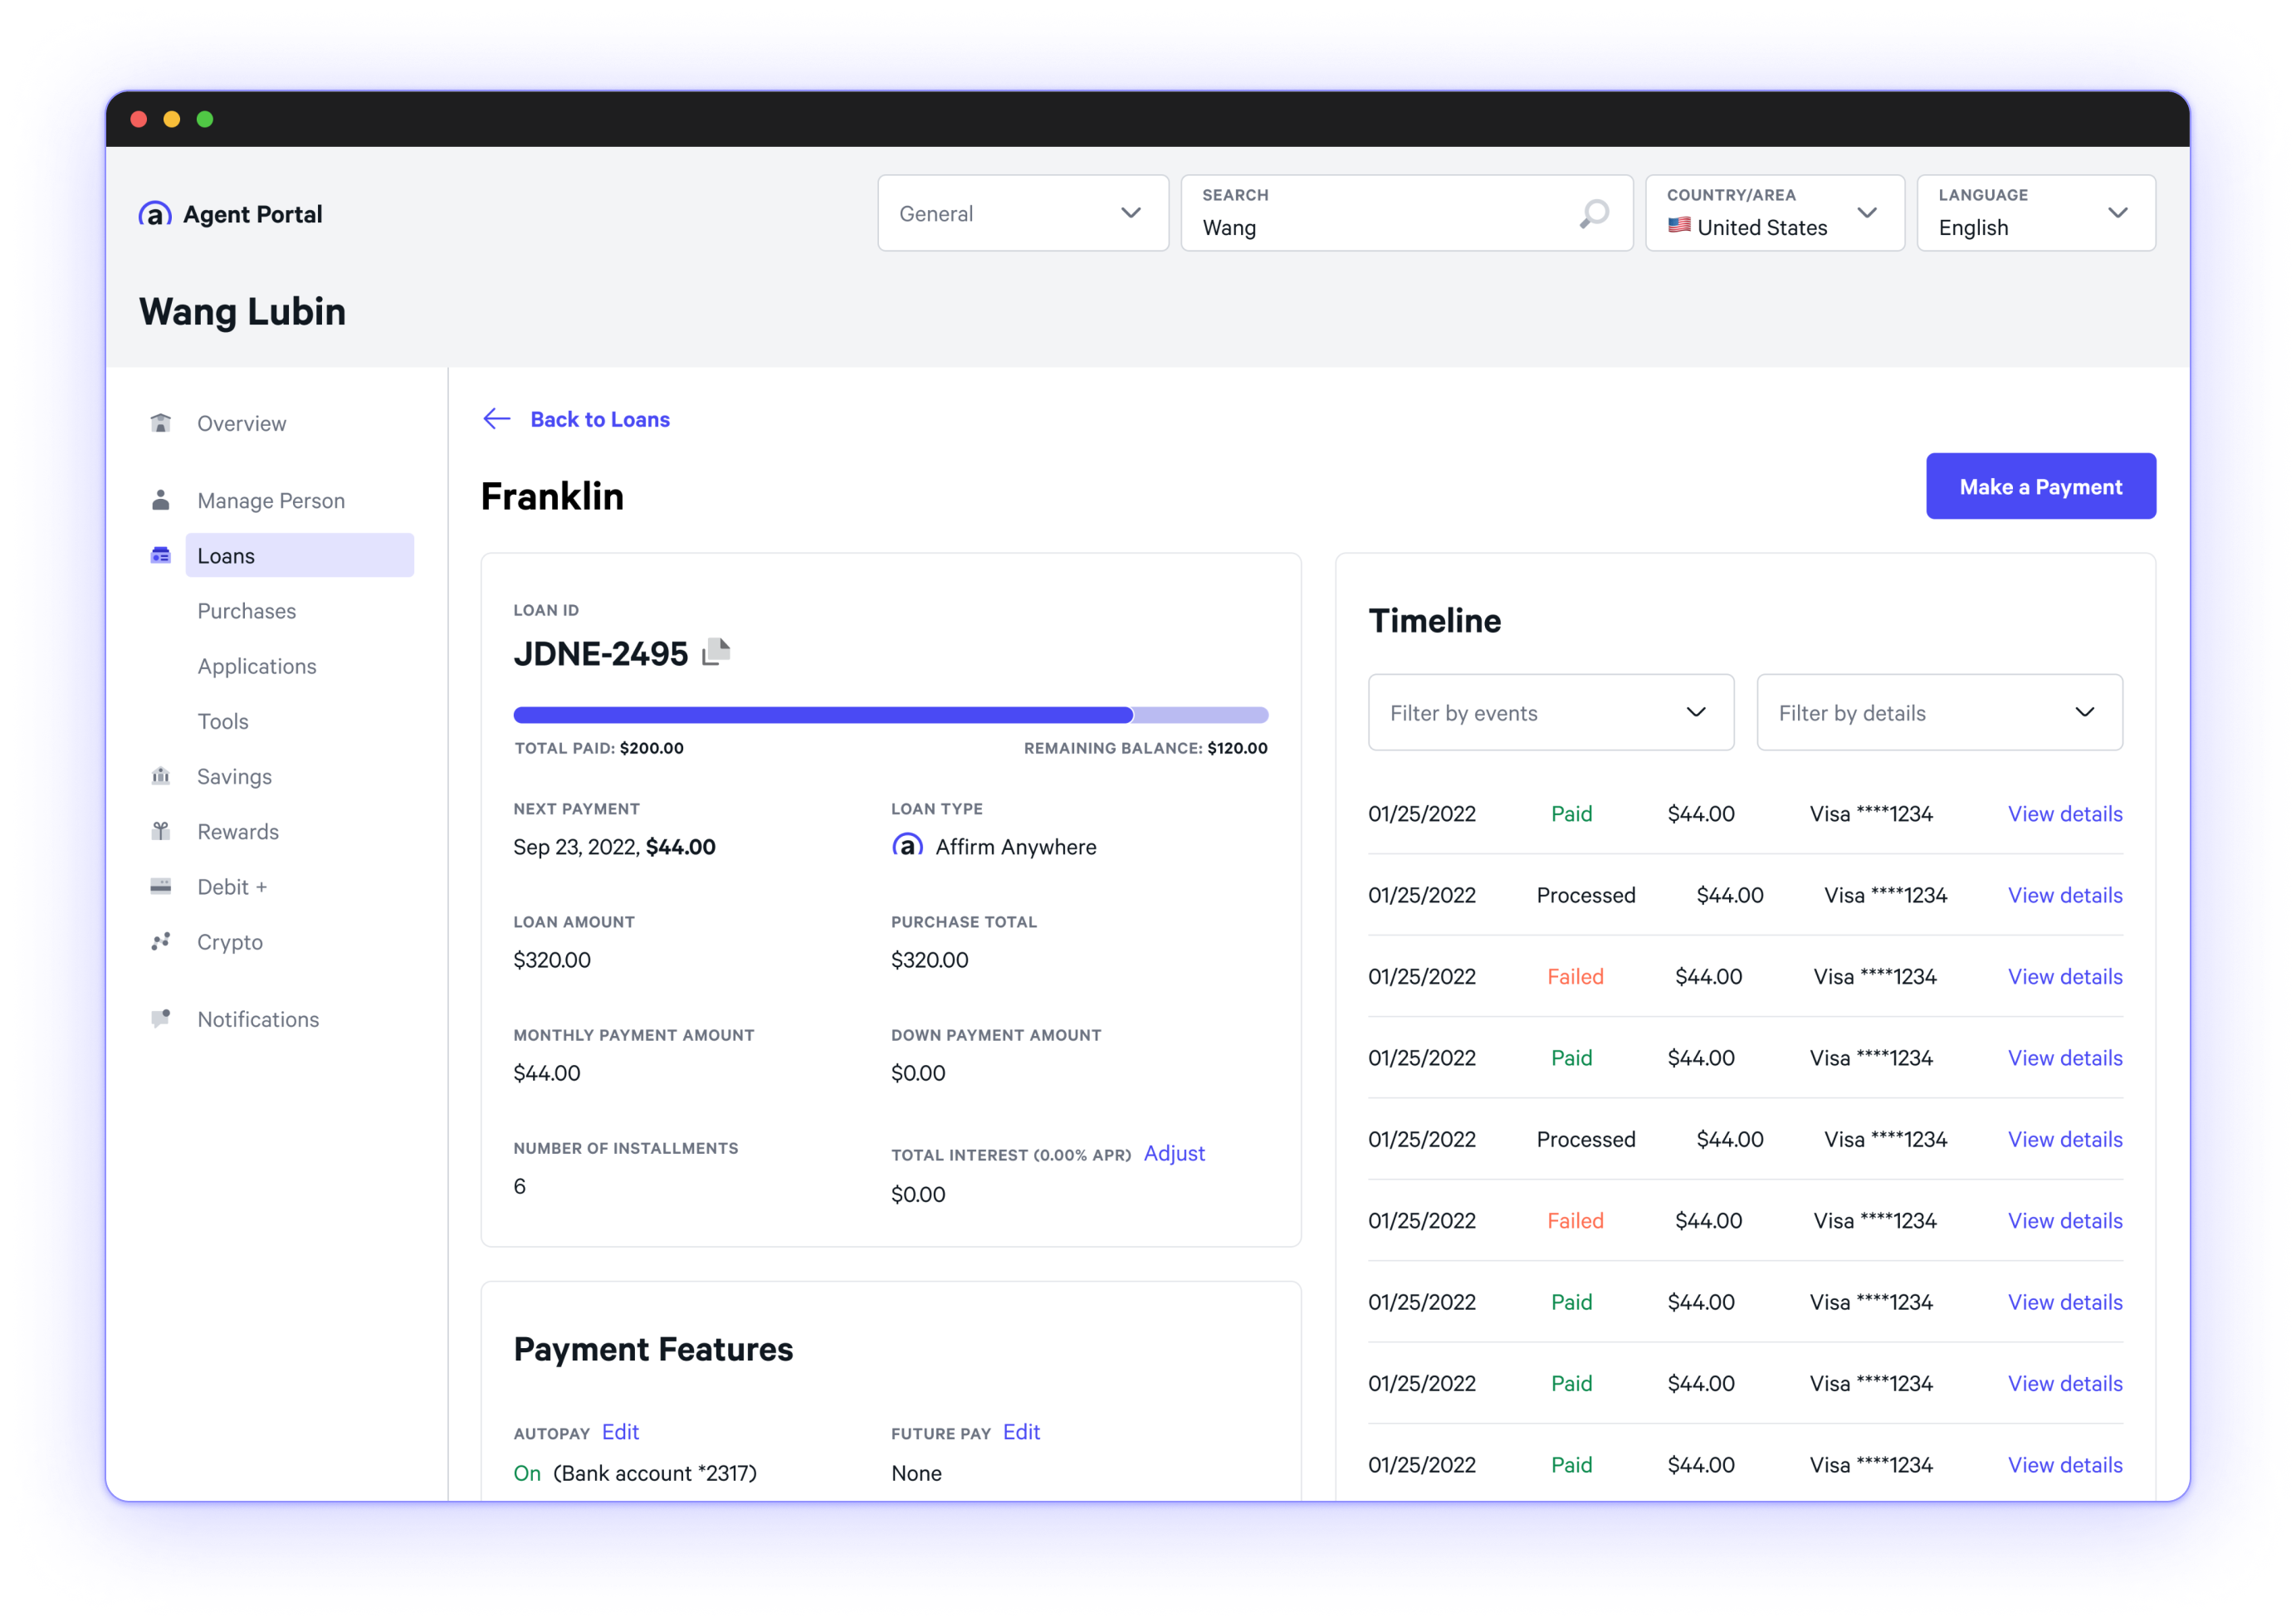 a Agent Portal
General
SEARCH
Wang
COUNTRY/AREA
United States
LANGUAGE
English
Wang Lubin
Overview
Manage Person
Loans
Purchases
Applications
Tools
Savings
Rewards
Debit +
Crypto
Notifications
Back to Loans
Franklin
Make a Payment
LOAN ID
JDNE-2495
TOTAL PAID: $200.00 REMAINING BALANCE: $120.00
NEXT PAYMENT
Sep 23, 2022, $44.00
LOAN TYPE
a Affirm Anywhere
LOAN AMOUNT
$320.00
PURCHASE TOTAL
$320.00
MONTHLY PAYMENT AMOUNT
$44.00
DOWN PAYMENT AMOUNT
$0.00
NUMBER OF INSTALLMENTS
6
TOTAL INTEREST (0.00% APR) Adjust
$0.00
Payment Features
AUTOPAY Edit
On (Bank account *2317)
FUTURE PAY Edit
None
Timeline
Filter by events
Filter by details
01/25/2022 Paid $44.00 Visa ****1234 View details
01/25/2022 Processed $44.00 Visa ****1234 View details
01/25/2022 Failed $44.00 Visa ****1234 View details
01/25/2022 Paid $44.00 Visa ****1234 View details
01/25/2022 Processed $44.00 Visa ****1234 View details
01/25/2022 Failed $44.00 Visa ****1234 View details
01/25/2022 Paid $44.00 Visa ****1234 View details
01/25/2022 Paid $44.00 Visa ****1234 View details
01/25/2022 Paid $44.00 Visa ****1234 View details